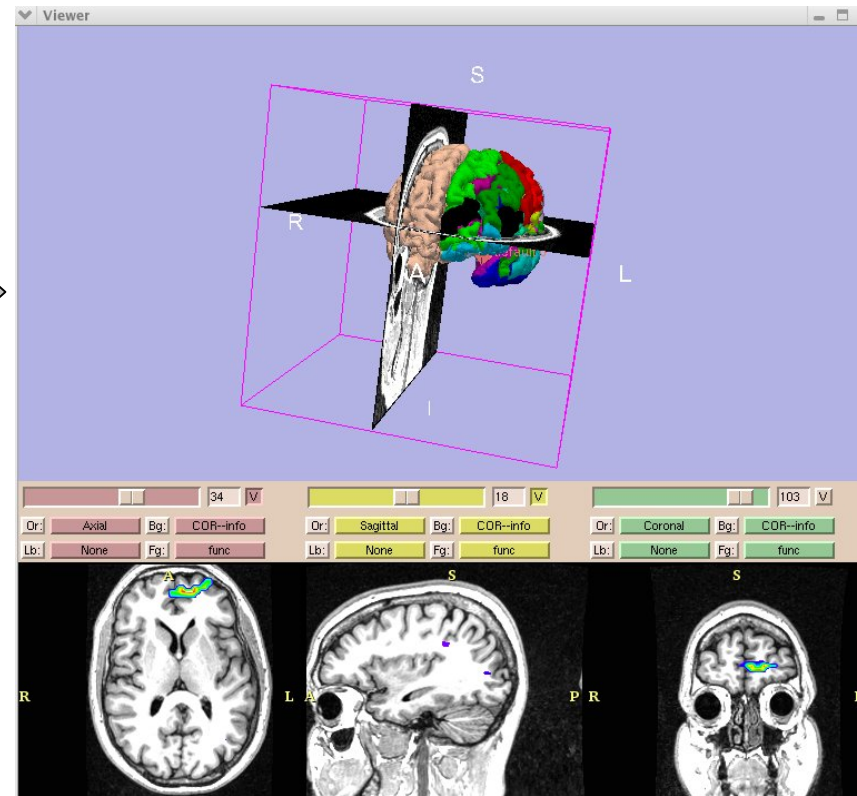 Viewer
S
R
A
default
L
I
34 V
18 V
103 V
Or: Axial Bg: COR--info
Or: Sagittal Bg: COR--info
Or: Coronal Bg: COR--info
Lb: None Fg: func
Lb: None Fg: func
Lb: None Fg: func
A
S
S
R
L
A
P
R